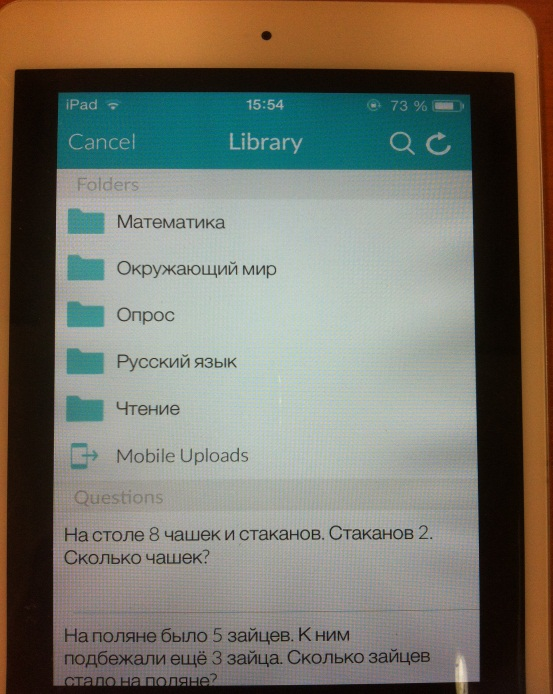 iPad 15:54 73 %
Cancel Library
Folders
Математика
Окружающий мир
Опрос
Русский язык
Чтение
Mobile Uploads
Questions
На столе 8 чашек и стаканов. Стаканов 2.
Сколько чашек?
На поляне было 5 зайцев. К ним
подбежали ещё 3 зайца. Сколько зайцев
стало на поляне?